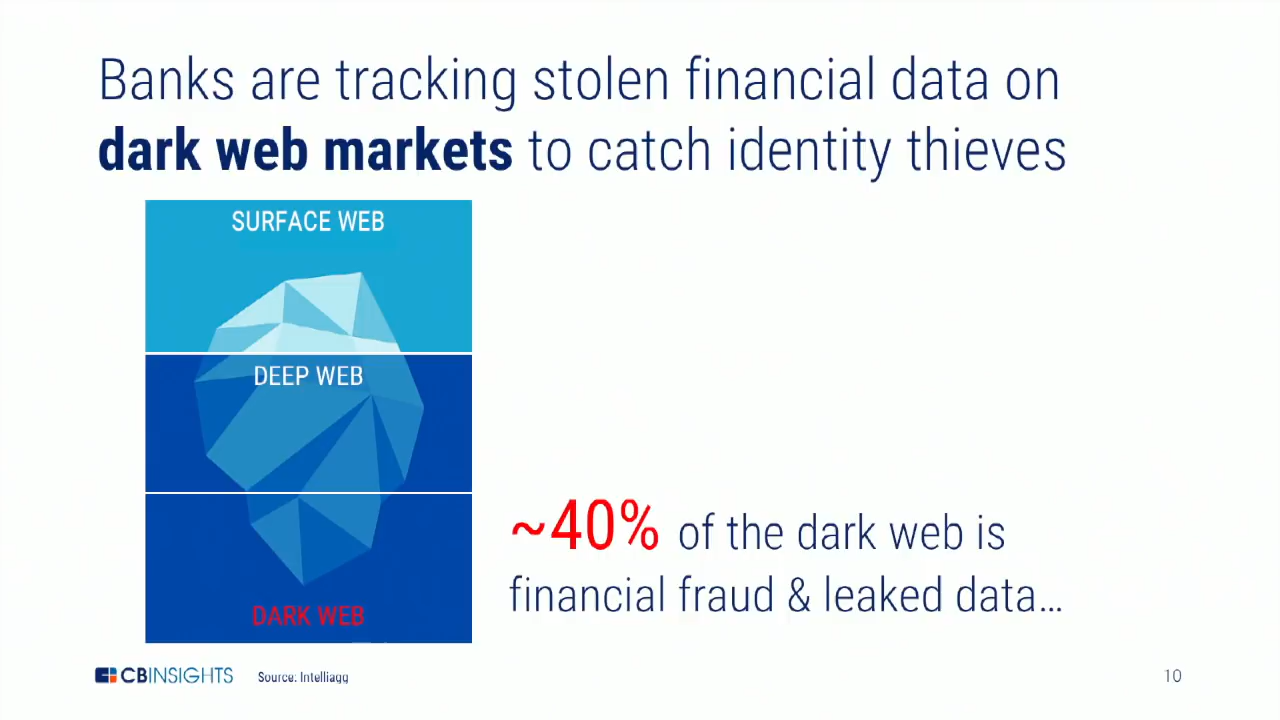 Banks are tracking stolen financial data on
dark web markets to catch identity thieves
SURFACE WEB
DEEP WEB
DARK WEB
~40% of the dark web is
financial fraud & leaked data…
CBINSIGHTS
Source: Intelliagg
10